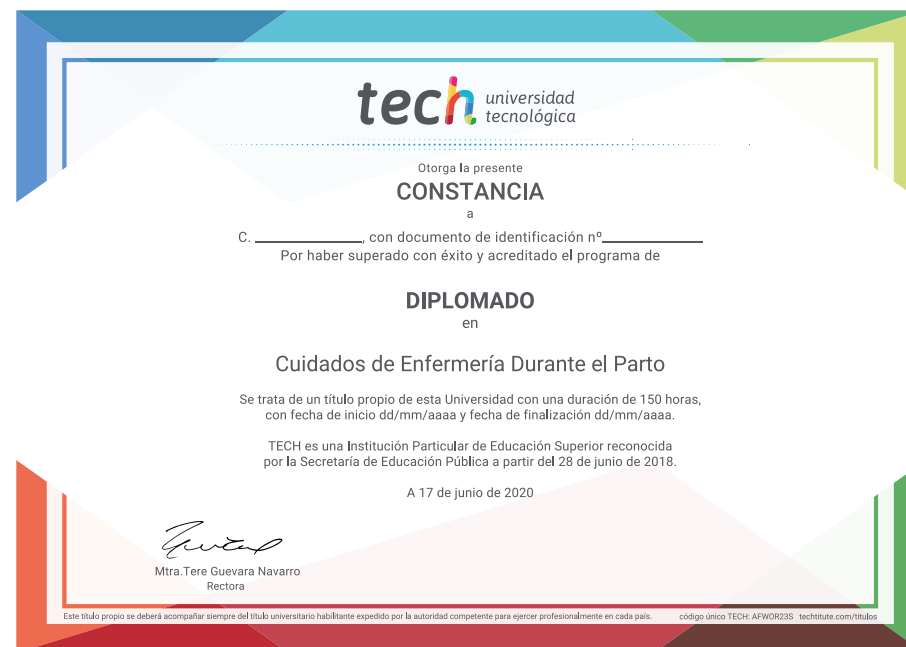 tech universidad
tecnológica
Otorga la presente
CONSTANCIA
a
C. ____________, con documento de identificación nº____________
Por haber superado con éxito y acreditado el programa de
DIPLOMADO
en
Cuidados de Enfermería Durante el Parto
Se trata de un título propio de esta Universidad con una duración de 150 horas,
con fecha de inicio dd/mm/aaaa y fecha de finalización dd/mm/aaaa.
TECH es una Institución Particular de Educación Superior reconocida
por la Secretaría de Educación Pública a partir del 28 de junio de 2018.
A 17 de junio de 2020
Mtra.Tere Guevara Navarro
Rectora
Este título propio se deberá acompañar siempre del título universitario habilitante expedido por la autoridad competente para ejercer profesionalmente en cada país. código único TECH: AFWOR23S techtitute.com/titulos